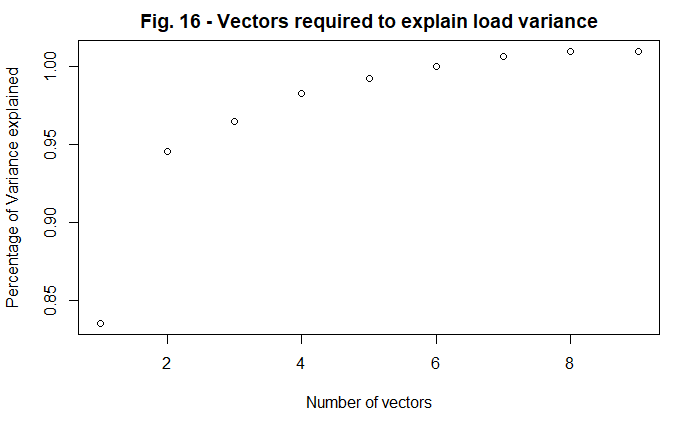 Fig. 16 - Vectors required to explain load variance
Percentage of Variance explained
1.00
0.95
0.90
0.85
2 4 6 8
Number of vectors